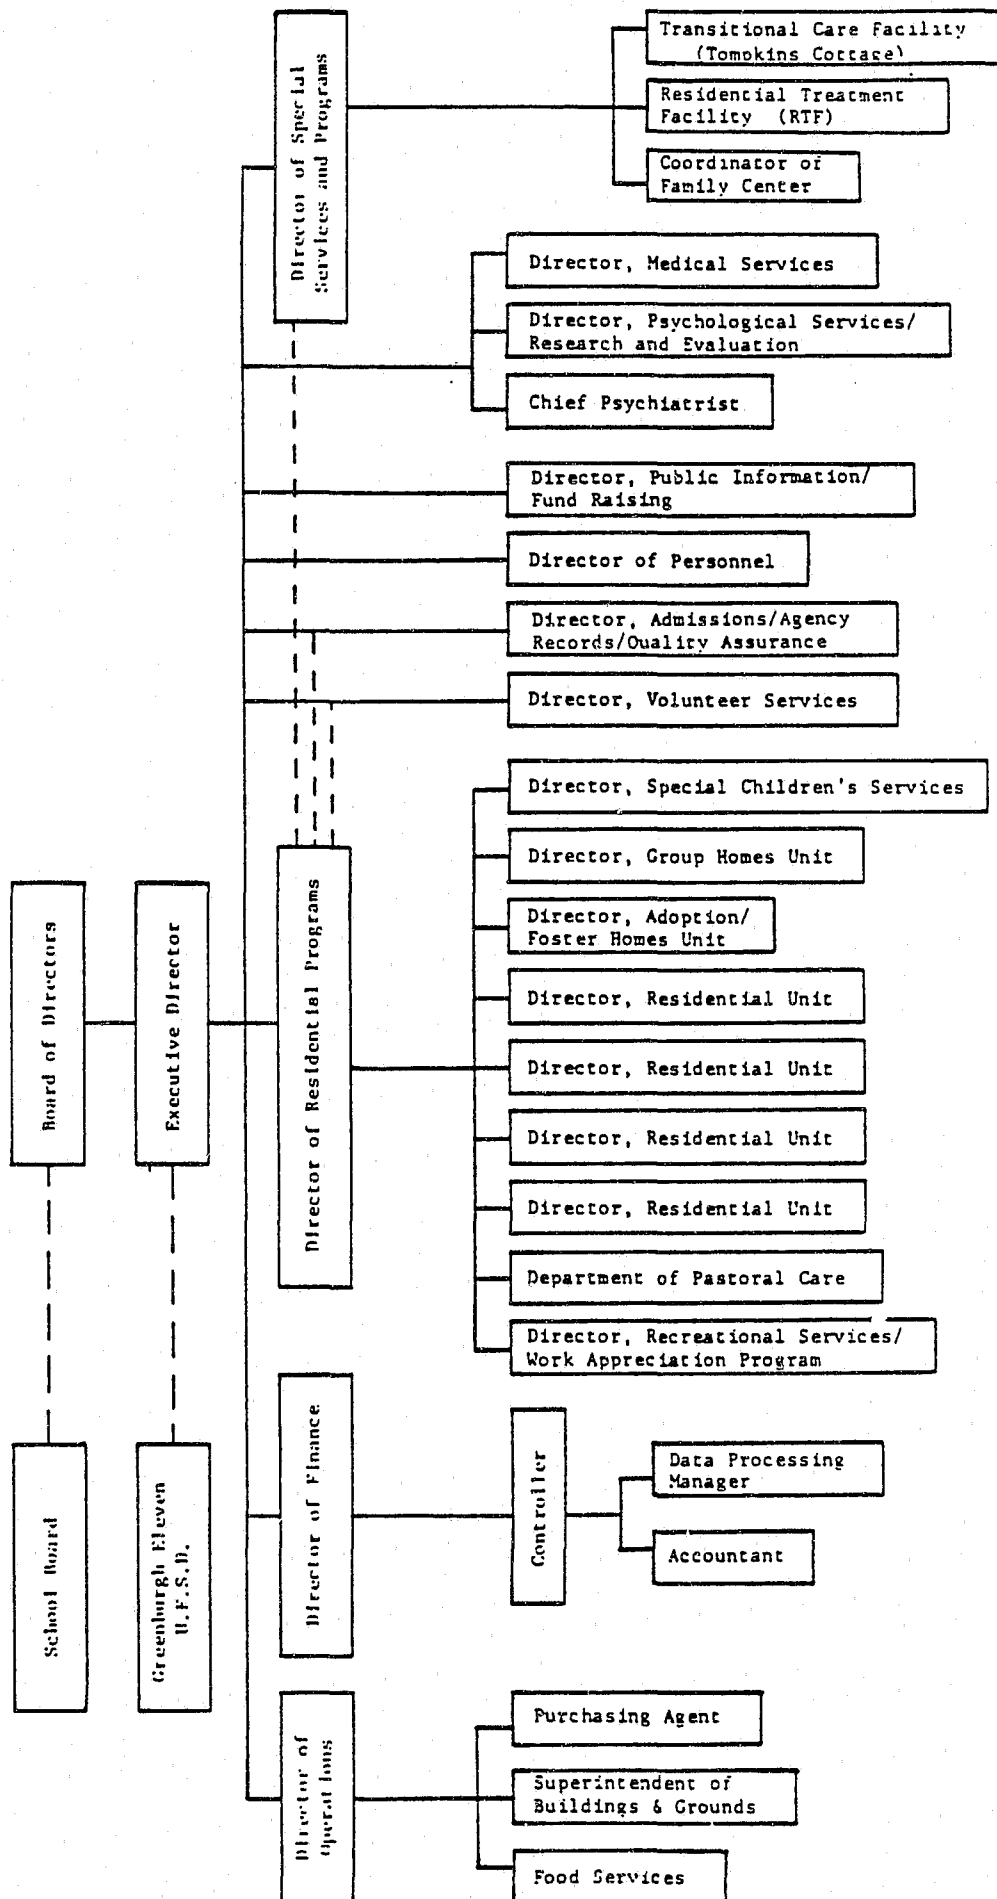 Transitional Care Facility
(Tompkins Cottage)
Residential Treatment
Facility (RTF)
Coordinator of
Family Center
Director of Special
Services and Programs
Director, Medical Services
Director, Psychological Services/
Research and Evaluation
Chief Psychiatrist
Director, Public Information/
Fund Raising
Director of Personnel
Director, Admissions/Agency
Records/Quality Assurance
Director, Volunteer Services
Board of Directors
Executive Director
Director of Residential Programs
Director, Special Children's Services
Director, Group Homes Unit
Director, Adoption/
Foster Homes Unit
Director, Residential Unit
Director, Residential Unit
Director, Residential Unit
Director, Residential Unit
Department of Pastoral Care
Director, Recreational Services/
Work Appreciation Program
School Board
Greenburgh Eleven
U.F.S.D.
Director of Finance
Controller
Data Processing
Manager
Accountant
Director of
Operations
Purchasing Agent
Superintendent of
Buildings & Grounds
Food Services